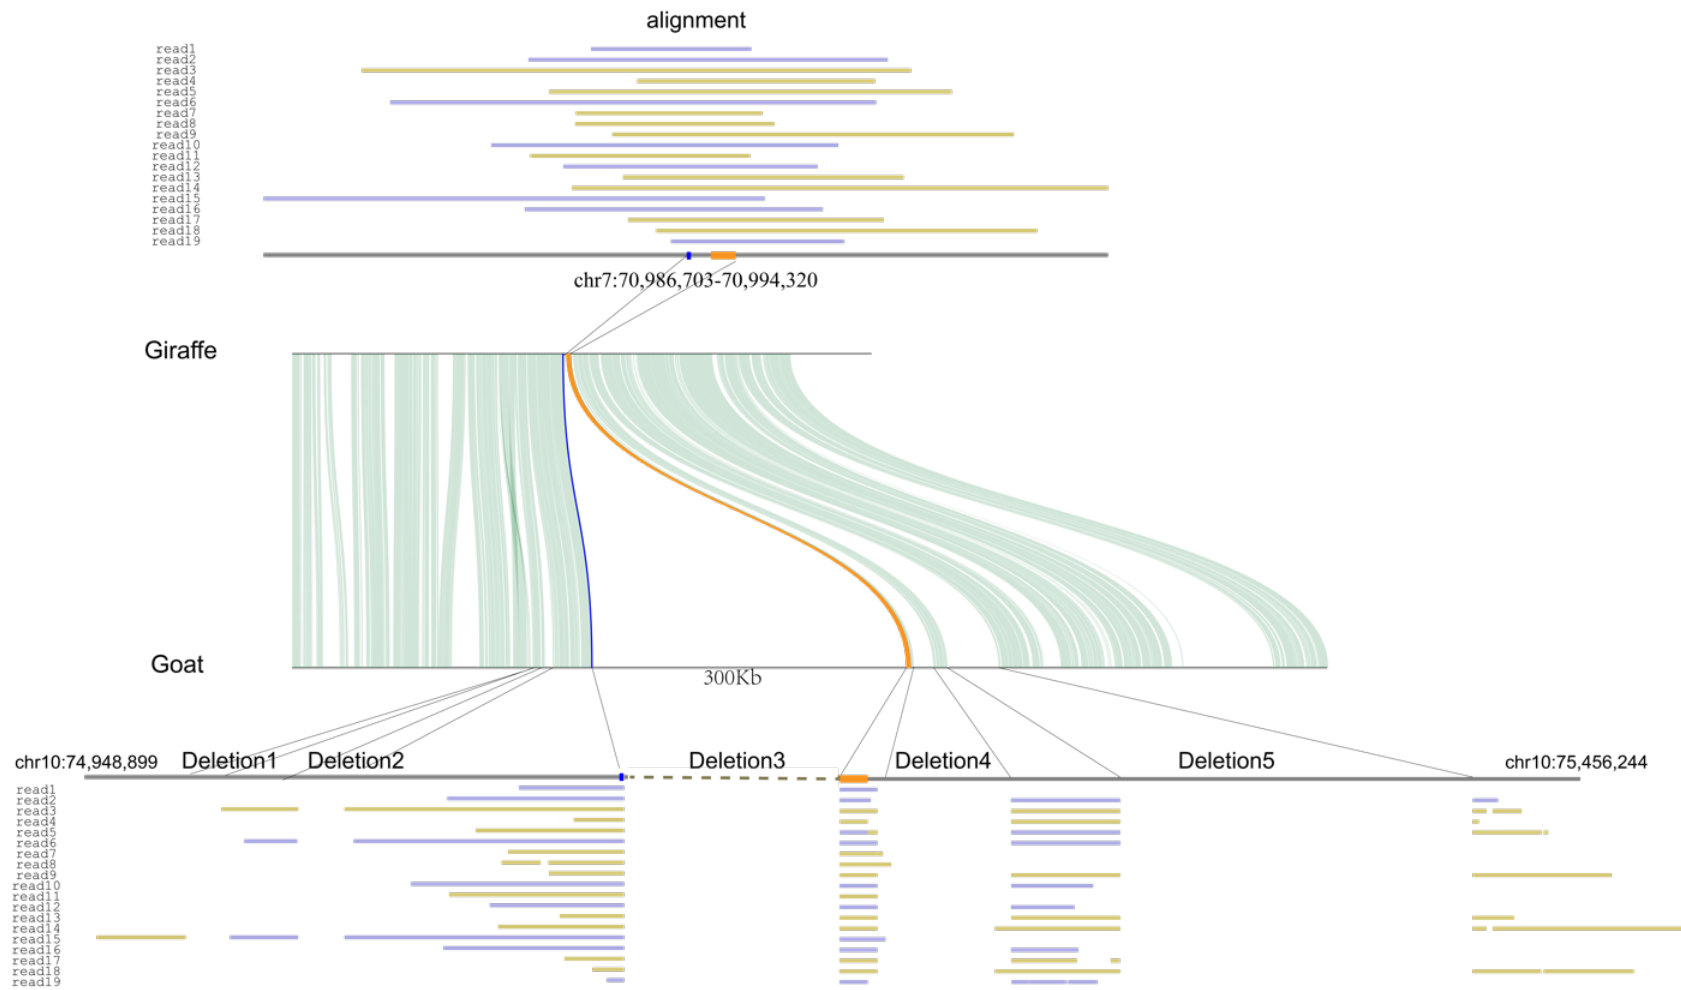 alignment
read1
read2
read3
read4
read5
read6
read7
read8
read9
read10
read11
read12
read13
read14
read15
read16
read17
read18
read19
chr7:70,986,703-70,994,320
Giraffe
Goat
300Kb
chr10:74,948,899 Deletion1 Deletion2 Deletion3 Deletion4 Deletion5 chr10:75,456,244
read1
read2
read3
read4
read5
read6
read7
read8
read9
read10
read11
read12
read13
read14
read15
read16
read17
read18
read19